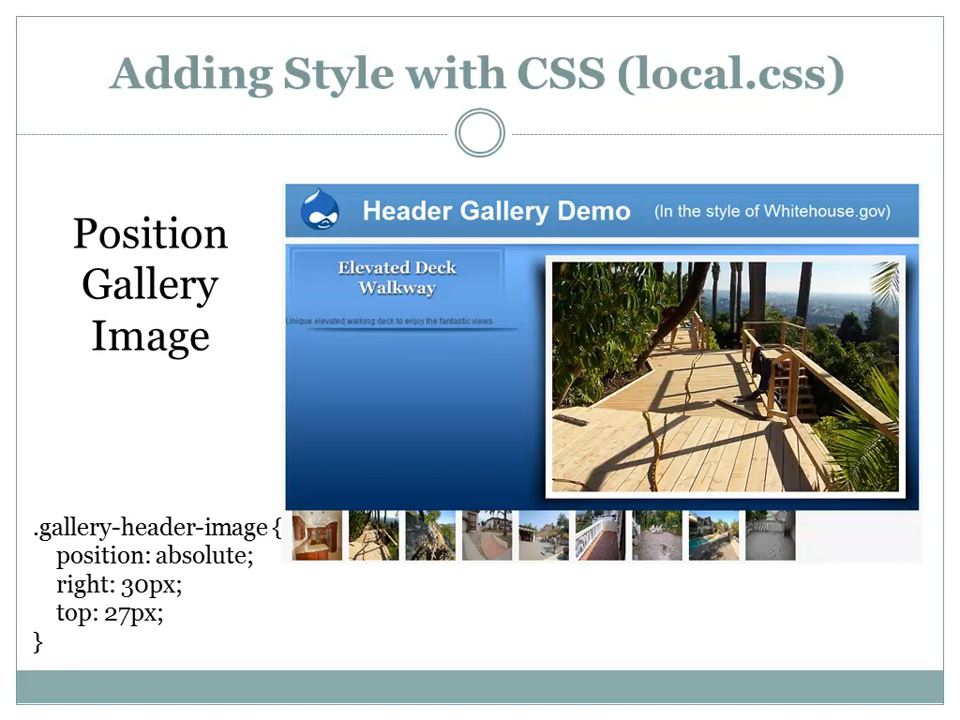 Adding Style with CSS (local.css)
Position
Gallery
Image
Header Gallery Demo (In the style of Whitehouse.gov)
Elevated Deck
Walkway
Unique elevated walking deck to enjoy the fantastic views.
.gallery-header-image {
position: absolute;
right: 30px;
top: 27px;
}